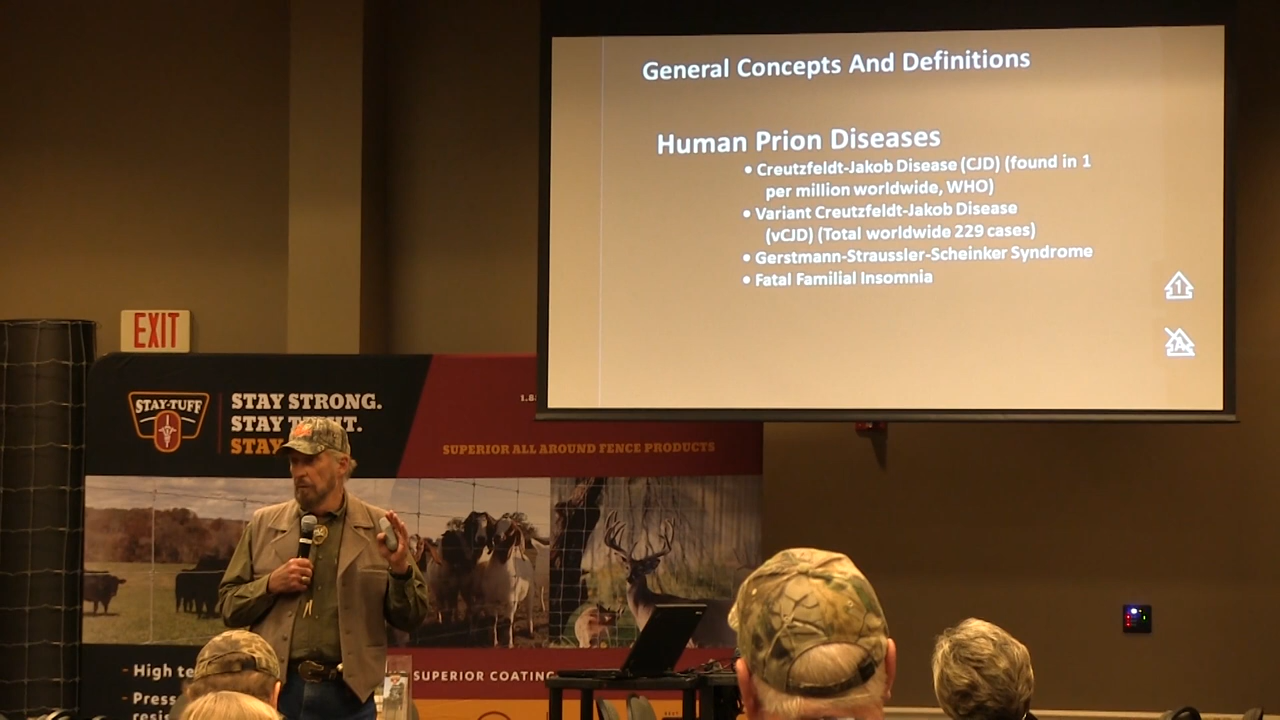 General Concepts And Definitions
Human Prion Diseases
• Creutzfeldt-Jakob Disease (CJD) (found in 1
per million worldwide, WHO)
• Variant Creutzfeldt-Jakob Disease
(vCJD) (Total worldwide 229 cases)
• Gerstmann-Straussler-Scheinker Syndrome
• Fatal Familial Insomnia
1
A
EXIT
STAY-TUFF
STAY STRONG.
STAY
STAY
SUPERIOR ALL AROUND FENCE PRODUCTS
- High
SUPERIOR COATING